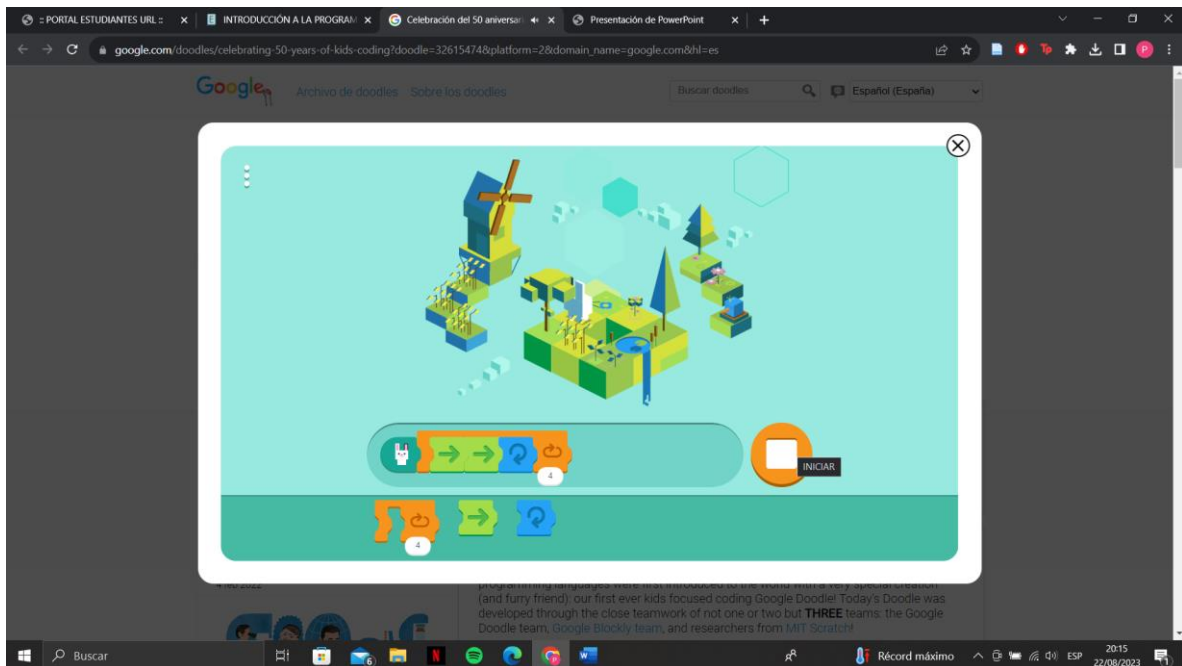 :: PORTAL ESTUDIANTES URL ::
INTRODUCCIÓN A LA PROGRAM
Celebración del 50 aniversari
Presentación de PowerPoint
google.com/doodles/celebrating-50-years-of-kids-coding?doodle=32615474&platform=2&domain_name=google.com&hl=es
Google
Archivo de doodles
Sobre los doodles
Buscar doodles
Español (España)
4
INICIAR
4
programming languages were first introduced to the world with a very special creation
(and furry friend): our first ever kids focused coding Google Doodle! Today's Doodle was
developed through the close teamwork of not one or two but THREE teams: the Google
Doodle team, Google Blockly team, and researchers from MIT Scratch!
Buscar
6
Récord máximo
ESP
20:15
22/08/2023